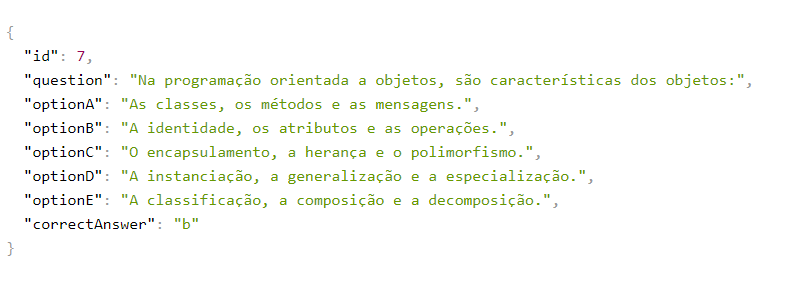 {
"id": 7,
"question": "Na programação orientada a objetos, são características dos objetos:",
"optionA": "As classes, os métodos e as mensagens.",
"optionB": "A identidade, os atributos e as operações.",
"optionC": "O encapsulamento, a herança e o polimorfismo.",
"optionD": "A instanciação, a generalização e a especialização.",
"optionE": "A classificação, a composição e a decomposição.",
"correctAnswer": "b"
}